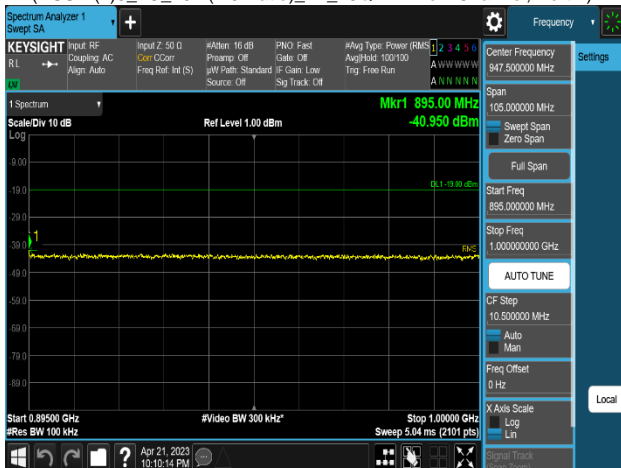 Spectrum Analyzer 1
Swept SA
Frequency
KEYSIGHT
RL
Input: RF
Coupling: AC
Align: Auto
Input Z: 50 Ω
Corr CCorr
Freq Ref: Int (S)
#Atten: 16 dB
Preamp: Off
µW Path: Standard
Source: Off
PNO: Fast
Gate: Off
IF Gain: Low
Sig Track: Off
#Avg Type: Power (RMS
Avg|Hold: 100/100
Trig: Free Run
1 2 3 4 5 6
A W W W W W
A N N N N N
LXI
1 Spectrum
Scale/Div 10 dB
Log
Ref Level 1.00 dBm
Mkr1 895.00 MHz
-40.950 dBm
-9.00
-19.0
DL1 -19.00 dBm
-29.0
1
-39.0
RMS
-49.0
-59.0
-69.0
-79.0
-89.0
Start 0.89500 GHz
#Res BW 100 kHz
#Video BW 300 kHz*
Stop 1.00000 GHz
Sweep 5.04 ms (2101 pts)
Apr 21, 2023
10:10:14 PM
Center Frequency
947.500000 MHz
Settings
Span
105.000000 MHz
Swept Span
Zero Span
Full Span
Start Freq
895.000000 MHz
Stop Freq
1.000000000 GHz
AUTO TUNE
CF Step
10.500000 MHz
Auto
Man
Freq Offset
0 Hz
X Axis Scale
Log
Lin
Local
Signal Track
(Span Zoom)